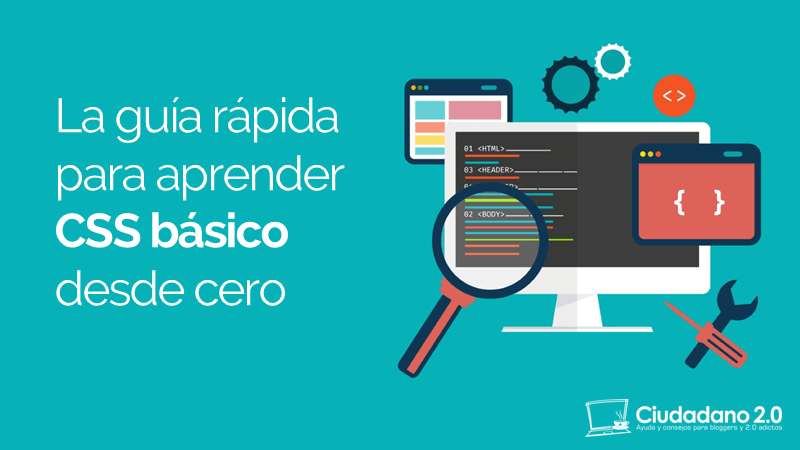 La guía rápida
para aprender
CSS básico
desde cero
01 <HTML>
03 <HEADER>
02 <BODY>
< >
{ }
Ciudadano 2.0
Ayuda y consejos para bloggers y 2.0 adictos